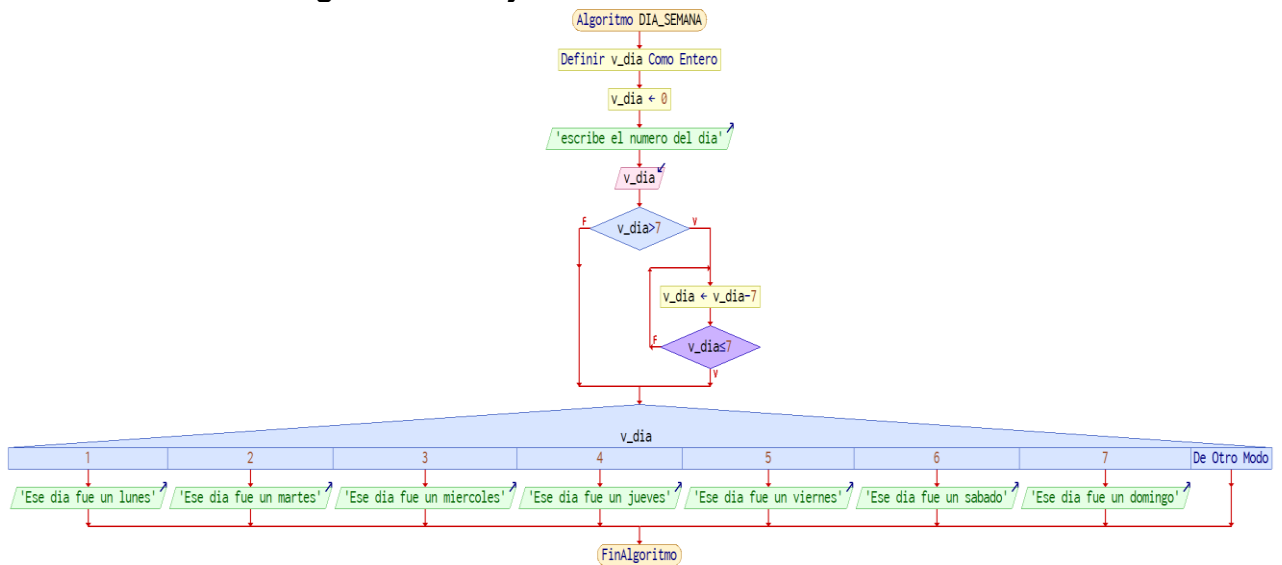 Algoritmo DIA_SEMANA
Definir v_dia Como Entero
v_dia ← 0
'escribe el numero del dia'
v_dia
v_dia>7
F
V
v_dia ← v_dia-7
v_dia≤7
F
V
v_dia
1 2 3 4 5 6 7 De Otro Modo
'Ese dia fue un lunes' 'Ese dia fue un martes' 'Ese dia fue un miercoles' 'Ese dia fue un jueves' 'Ese dia fue un viernes' 'Ese dia fue un sabado' 'Ese dia fue un domingo'
FinAlgoritmo